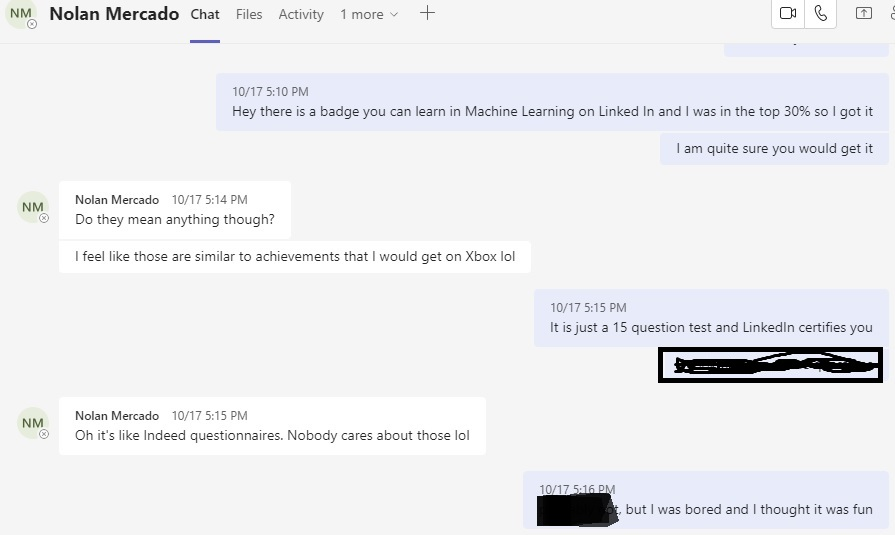 NM Nolan Mercado Chat Files Activity 1 more
10/17 5:10 PM
Hey there is a badge you can learn in Machine Learning on Linked In and I was in the top 30% so I got it
I am quite sure you would get it
NM Nolan Mercado 10/17 5:14 PM
Do they mean anything though?
I feel like those are similar to achievements that I would get on Xbox lol
10/17 5:15 PM
It is just a 15 question test and LinkedIn certifies you
NM Nolan Mercado 10/17 5:15 PM
Oh it's like Indeed questionnaires. Nobody cares about those lol
10/17 5:16 PM
, but I was bored and I thought it was fun